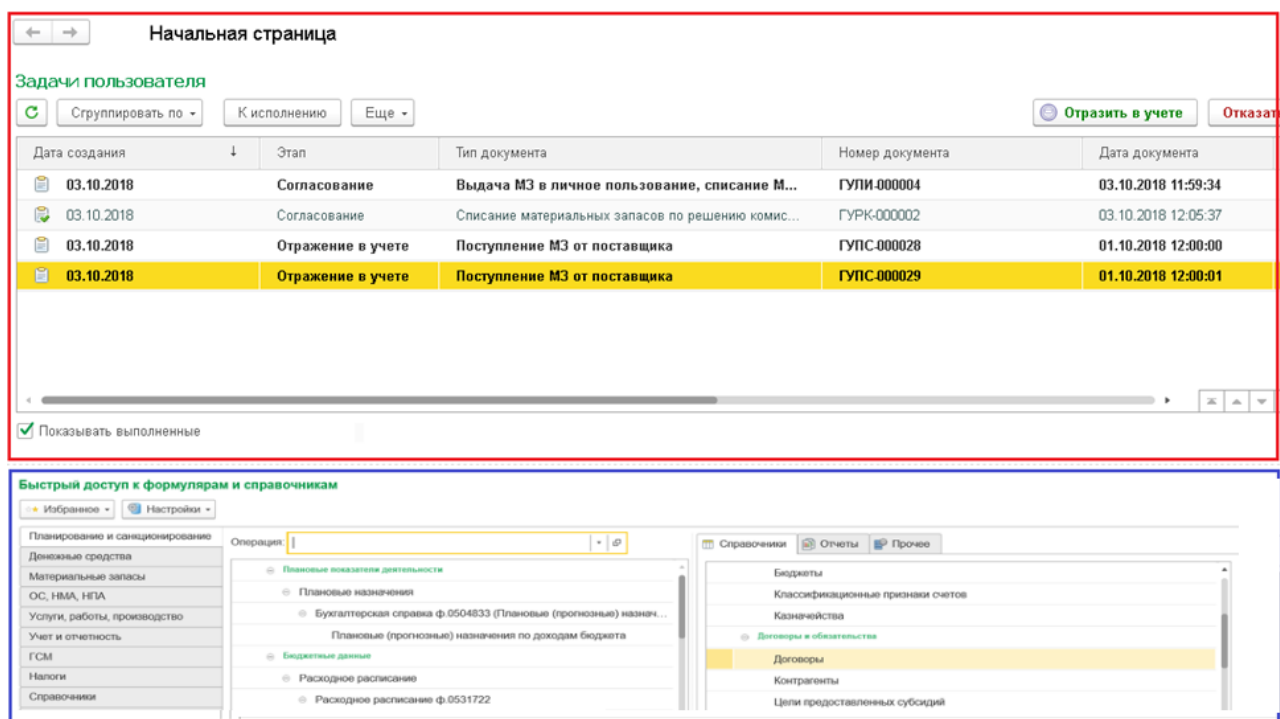 Начальная страница
Задачи пользователя
Сгруппировать по К исполнению Еще Отразить в учете Отказат
Дата создания ↓ Этап Тип документа Номер документа Дата документа
03.10.2018 Согласование Выдача МЗ в личное пользование, списание М... ГУЛИ-000004 03.10.2018 11:59:34
03.10.2018 Согласование Списание материальных запасов по решению комис... ГУРК-000002 03.10.2018 12:05:37
03.10.2018 Отражение в учете Поступление МЗ от поставщика ГУПС-000028 01.10.2018 12:00:00
03.10.2018 Отражение в учете Поступление МЗ от поставщика ГУПС-000029 01.10.2018 12:00:01
Показывать выполненные
Быстрый доступ к формулярам и справочникам
Избранное Настройки
Планирование и санкционирование
Денежные средства
Материальные запасы
ОС, НМА, НПА
Услуги, работы, производство
Учет и отчетность
ГСМ
Налоги
Справочники
Операция:
Плановые показатели деятельности
Плановые назначения
Бухгалтерская справка ф.0504833 (Плановые (прогнозные) назнач...
Плановые (прогнозные) назначения по доходам бюджета
Бюджетные данные
Расходное расписание
Расходное расписание ф.0531722
Справочники Отчеты Прочее
Бюджеты
Классификационные признаки счетов
Казначейства
Договоры и обязательства
Договоры
Контрагенты
Цели предоставленных субсидий